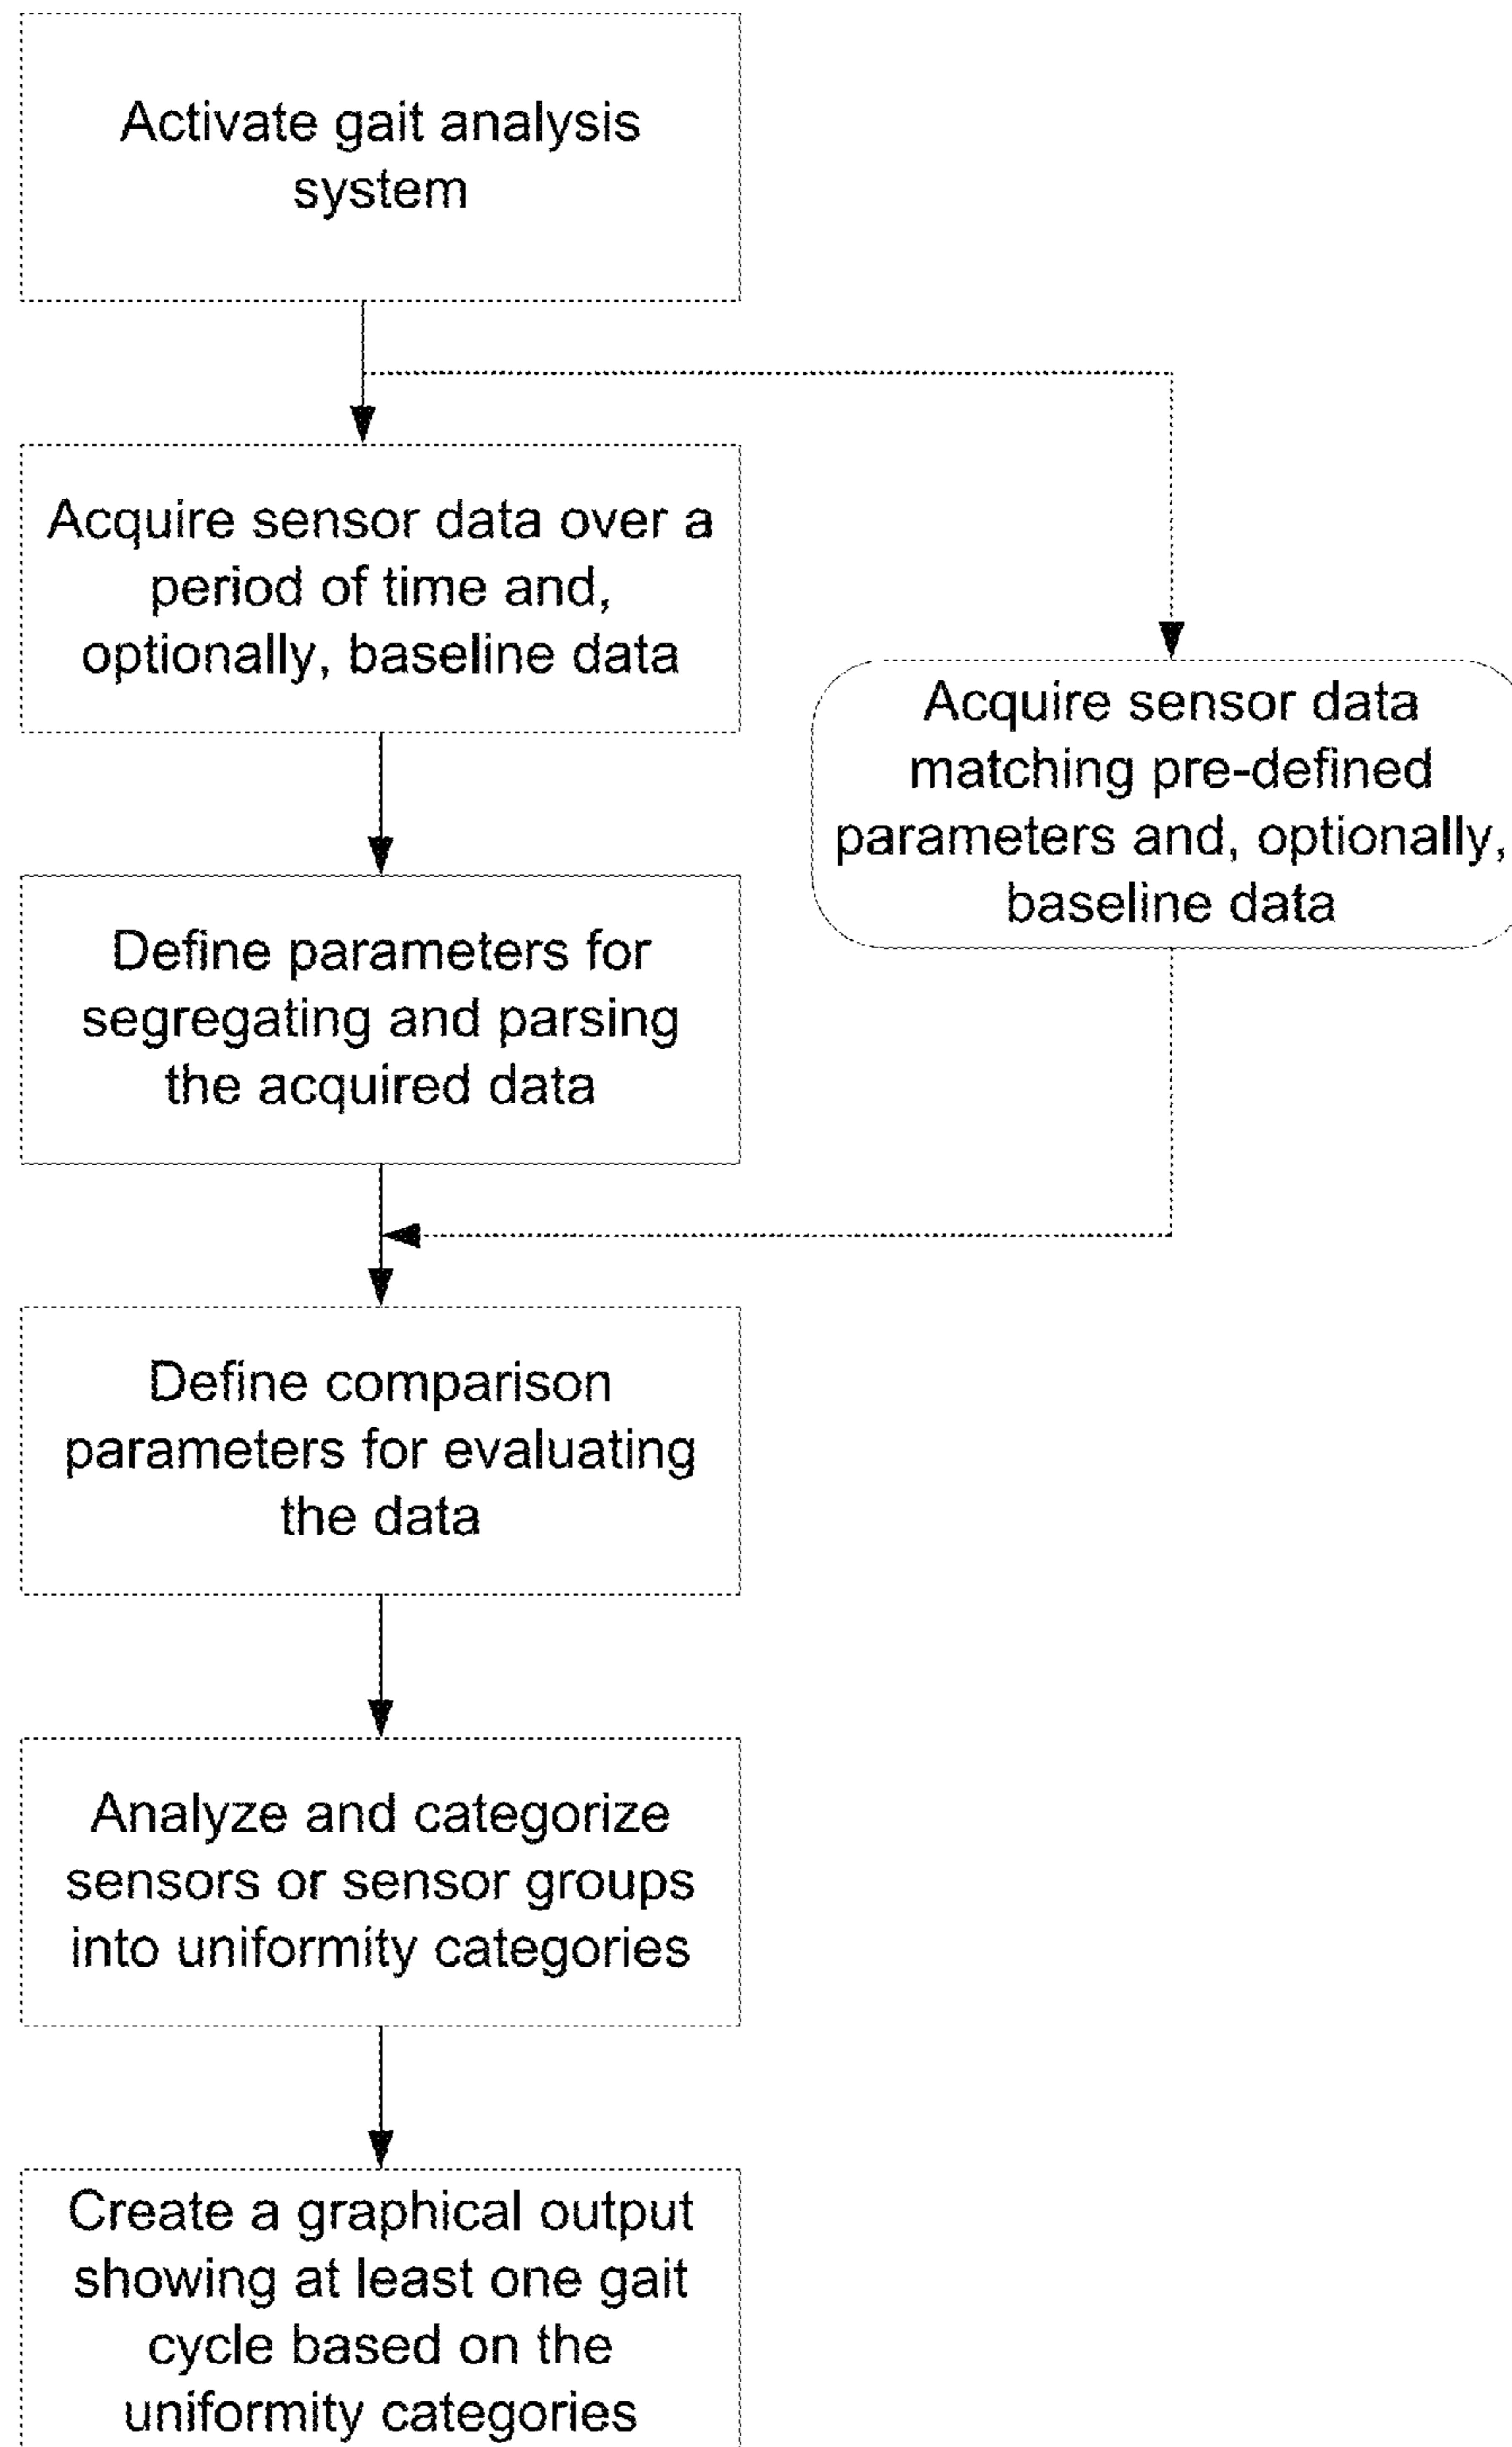 Activate gait analysis
system
Acquire sensor data over a
period of time and,
optionally, baseline data
Acquire sensor data
matching pre-defined
parameters and, optionally,
baseline data
Define parameters for
segregating and parsing
the acquired data
Define comparison
parameters for evaluating
the data
Analyze and categorize
sensors or sensor groups
into uniformity categories
Create a graphical output
showing at least one gait
cycle based on the
uniformity categories